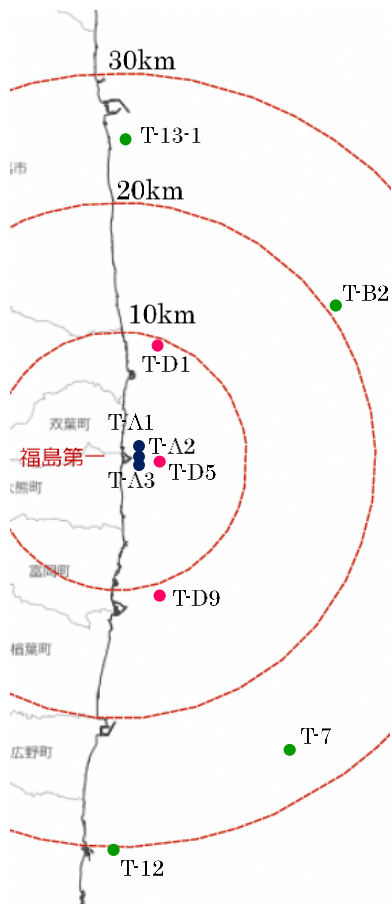 30km
T-13-1
市
20km
T-B2
10km
T-D1
双葉町
T-A1
T-A2
福島第一
T-D5
T-A3
大熊町
富岡町
T-D9
楢葉町
T-7
広野町
T-12